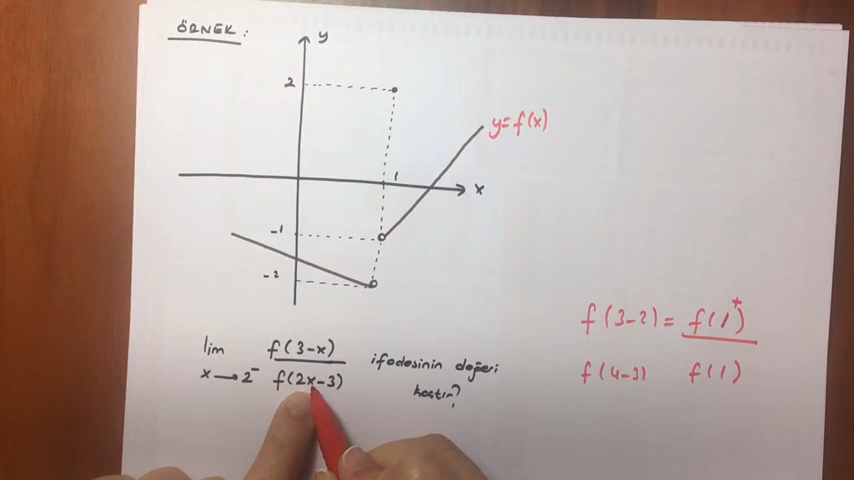 ÖRNEK:
y
2
y=f(x)
1
x
-1
-2
f(3-2) = f(1⁺)
lim f(3-x) ifadesinin değeri
x→2⁻ f(2x-3) kaçtır?
f(4-3) f(1)